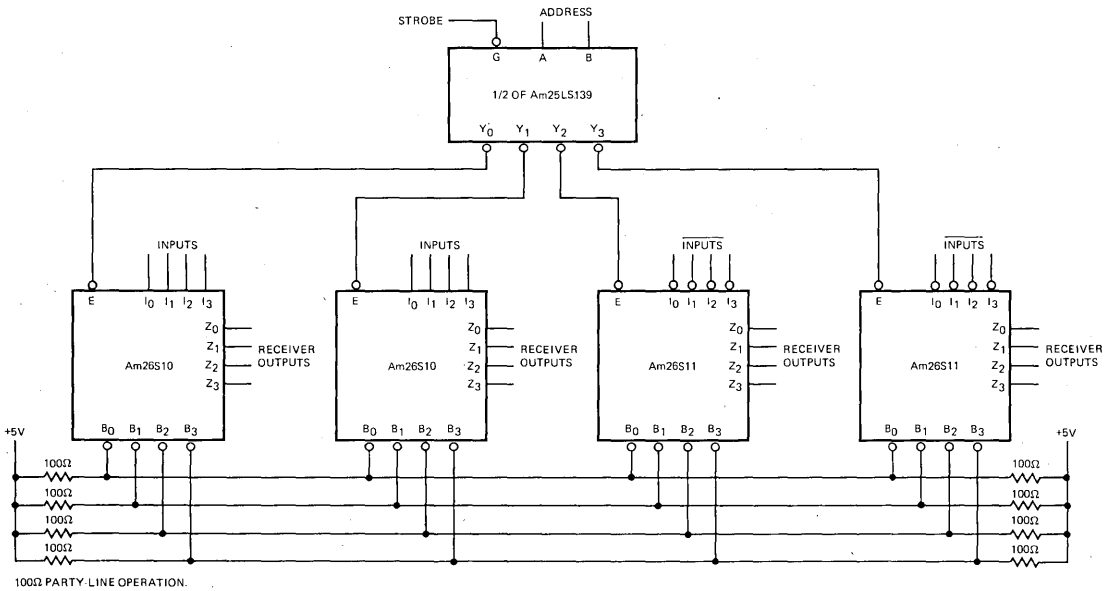 STROBE
ADDRESS
G A B
1/2 OF Am25LS139
Y0 Y1 Y2 Y3
INPUTS
E I0 I1 I2 I3
Z0
Z1
Z2
Z3
RECEIVER
OUTPUTS
Am26S10
B0 B1 B2 B3
INPUTS
E I0 I1 I2 I3
Z0
Z1
Z2
Z3
RECEIVER
OUTPUTS
Am26S10
B0 B1 B2 B3
INPUTS
E I0 I1 I2 I3
Z0
Z1
Z2
Z3
RECEIVER
OUTPUTS
Am26S11
B0 B1 B2 B3
INPUTS
E I0 I1 I2 I3
Z0
Z1
Z2
Z3
RECEIVER
OUTPUTS
Am26S11
B0 B1 B2 B3
+5V
+5V
100Ω
100Ω
100Ω
100Ω
100Ω
100Ω
100Ω
100Ω
100Ω PARTY-LINE OPERATION.